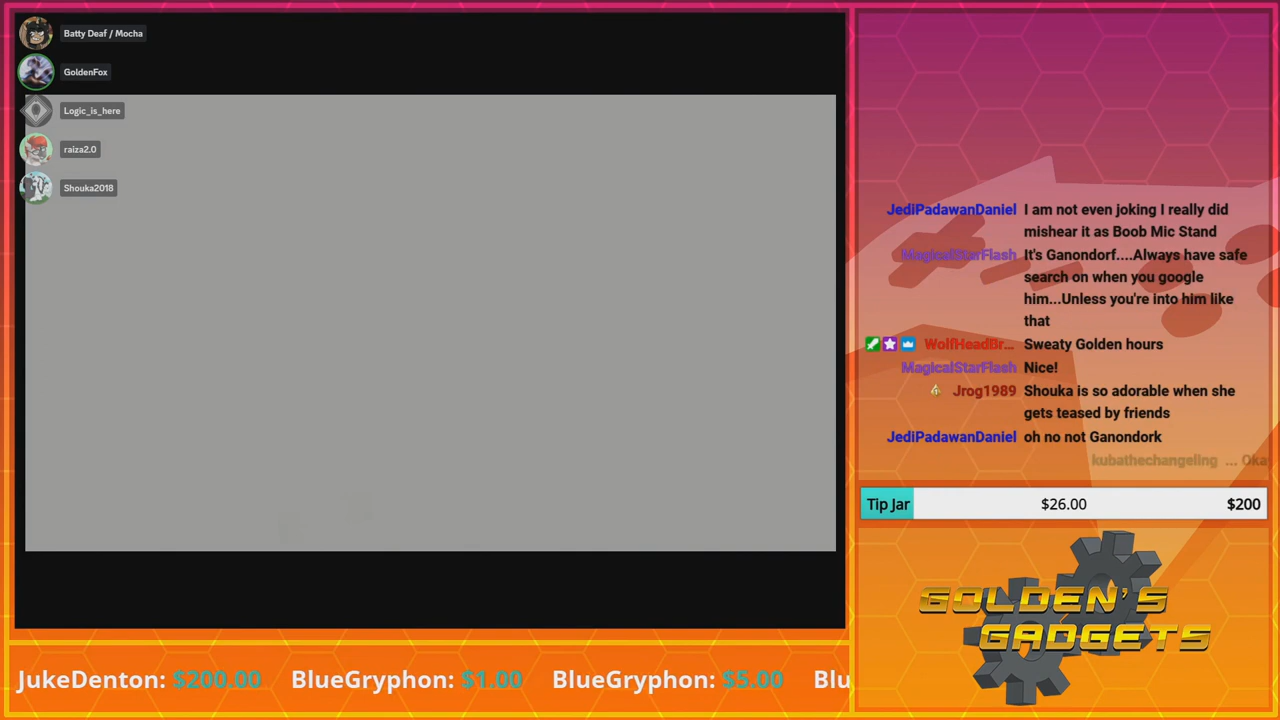 Batty Deaf / Mocha
GoldenFox
Logic_is_here
raiza2.0
Shouka2018
JediPadawanDaniel I am not even joking I really did
mishear it as Boob Mic Stand
MagicalStarFlash It's Ganondorf....Always have safe
search on when you google
him...Unless you're into him like
that
WolfHeadBr... Sweaty Golden hours
MagicalStarFlash Nice!
Jrog1989 Shouka is so adorable when she
gets teased by friends
JediPadawanDaniel oh no not Ganondork
kubathechangeling ... Oka
Tip Jar $26.00 $200
GOLDEN'S
GADGETS
JukeDenton: $200.00 BlueGryphon: $1.00 BlueGryphon: $5.00 Blu